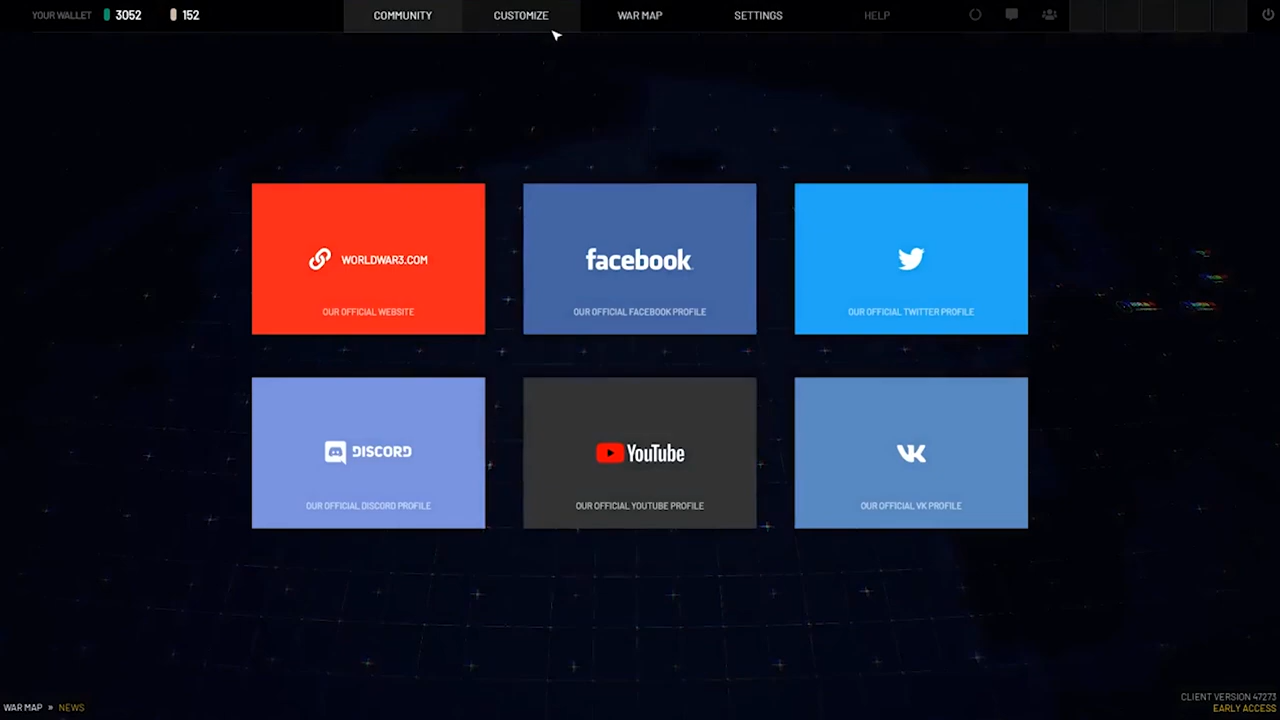 YOUR WALLET 3052 152 COMMUNITY CUSTOMIZE WAR MAP SETTINGS HELP
WORLDWAR3.COM
OUR OFFICIAL WEBSITE
facebook
OUR OFFICIAL FACEBOOK PROFILE
OUR OFFICIAL TWITTER PROFILE
DISCORD
OUR OFFICIAL DISCORD PROFILE
YouTube
OUR OFFICIAL YOUTUBE PROFILE
VK
OUR OFFICIAL VK PROFILE
WAR MAP » NEWS
CLIENT VERSION 47273
EARLY ACCESS